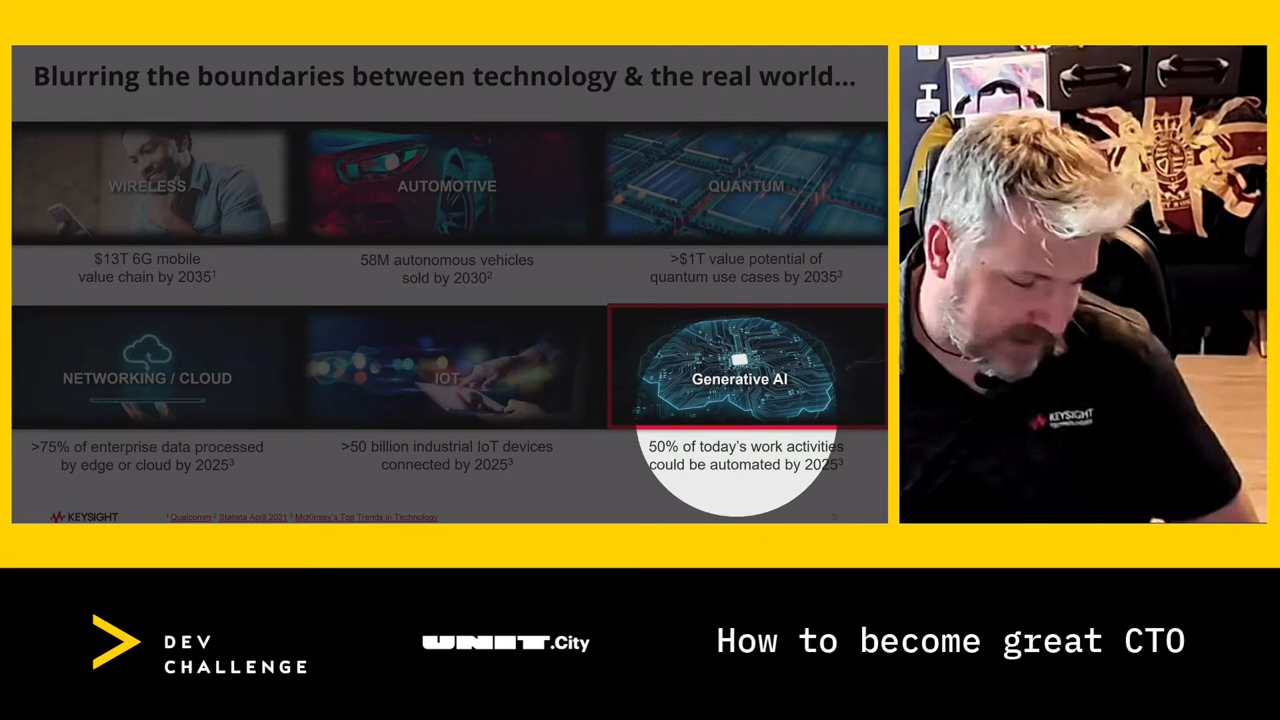 Blurring the boundaries between technology & the real world...
WIRELESS
AUTOMOTIVE
QUANTUM
$13T 6G mobile
value chain by 2035¹
58M autonomous vehicles
sold by 2030²
>$1T value potential of
quantum use cases by 2035³
NETWORKING / CLOUD
IOT
Generative AI
>75% of enterprise data processed
by edge or cloud by 2025³
>50 billion industrial IoT devices
connected by 2025³
50% of today's work activities
could be automated by 2025³
KEYSIGHT
¹ Qualcomm ² Statista April 2021 ³ McKinsey's Top Trends in Technology
KEYSIGHT
TECHNOLOGIES
DEV
CHALLENGE
UNIT.City
How to become great CTO